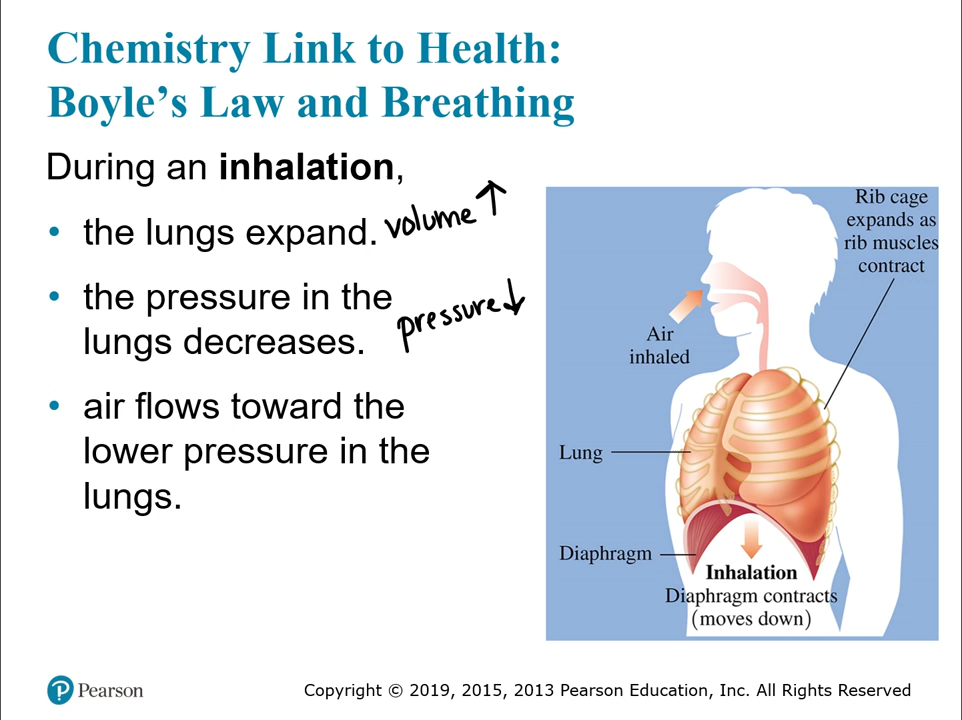 Chemistry Link to Health:
Boyle's Law and Breathing
During an inhalation,
• the lungs expand. volume ↑
• the pressure in the
lungs decreases. pressure ↓
• air flows toward the
lower pressure in the
lungs.
Rib cage
expands as
rib muscles
contract
Air
inhaled
Lung
Diaphragm
Inhalation
Diaphragm contracts
(moves down)
Pearson
Copyright © 2019, 2015, 2013 Pearson Education, Inc. All Rights Reserved